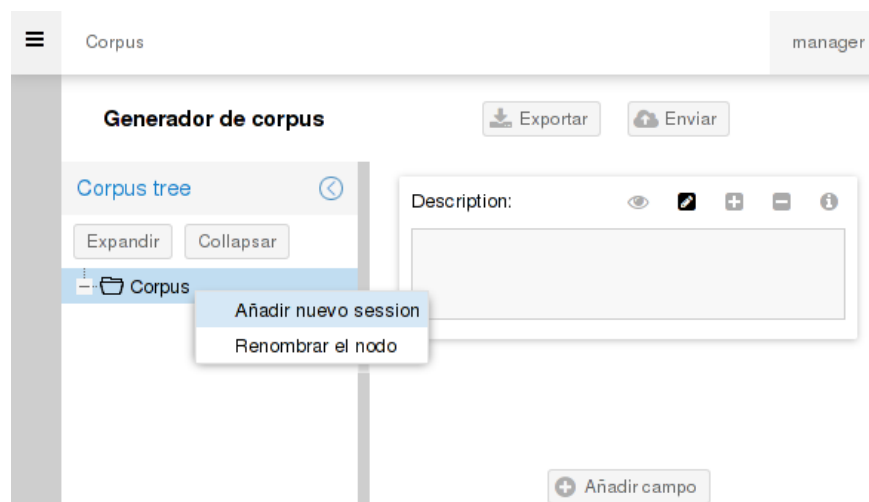 Corpus
manager
Generador de corpus
Exportar
Enviar
Corpus tree
Expandir
Collapsar
Corpus
Añadir nuevo session
Renombrar el nodo
Description:
Añadir campo